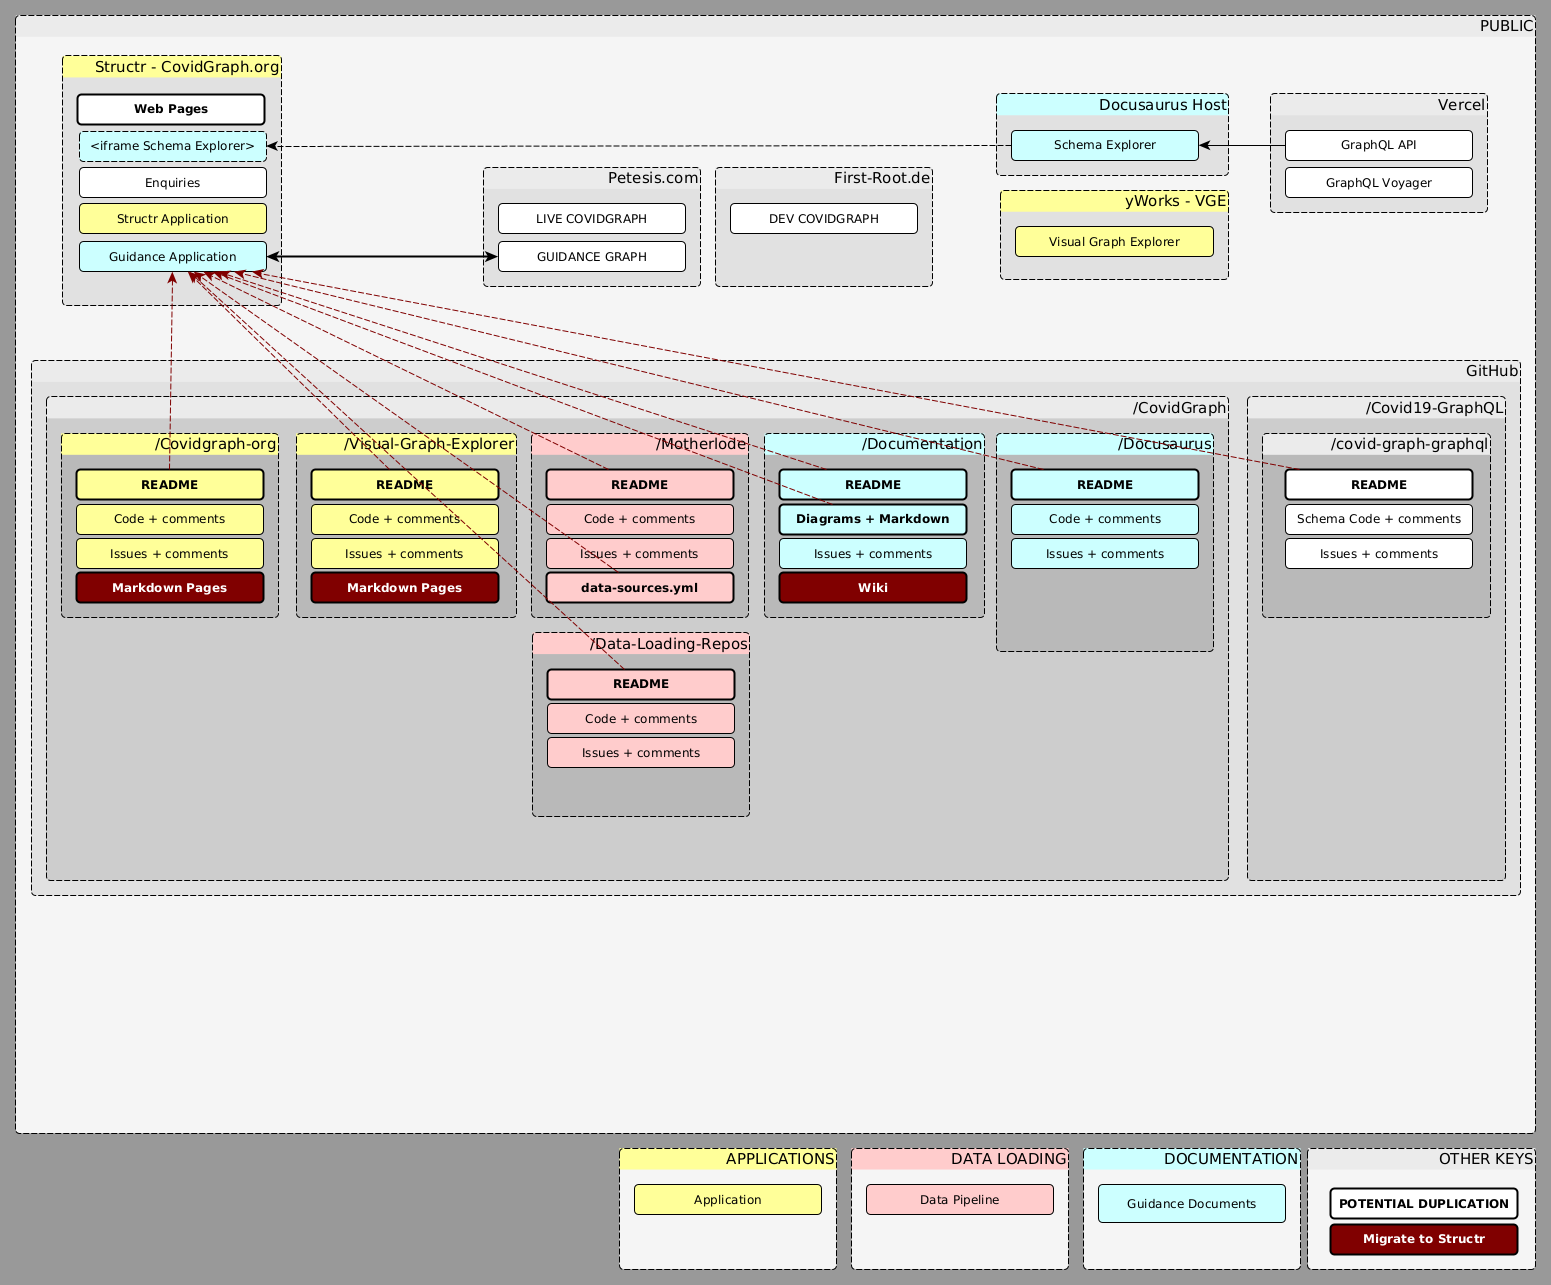 PUBLIC
Structr - CovidGraph.org
Web Pages
<iframe Schema Explorer>
Enquiries
Structr Application
Guidance Application
Petesis.com
LIVE COVIDGRAPH
GUIDANCE GRAPH
First-Root.de
DEV COVIDGRAPH
Docusaurus Host
Schema Explorer
yWorks - VGE
Visual Graph Explorer
Vercel
GraphQL API
GraphQL Voyager
GitHub
/CovidGraph
/Covidgraph-org
README
Code + comments
Issues + comments
Markdown Pages
/Visual-Graph-Explorer
README
Code + comments
Issues + comments
Markdown Pages
/Motherlode
README
Code + comments
Issues + comments
data-sources.yml
/Data-Loading-Repos
README
Code + comments
Issues + comments
/Documentation
README
Diagrams + Markdown
Issues + comments
Wiki
/Docusaurus
README
Code + comments
Issues + comments
/Covid19-GraphQL
/covid-graph-graphql
README
Schema Code + comments
Issues + comments
APPLICATIONS
Application
DATA LOADING
Data Pipeline
DOCUMENTATION
Guidance Documents
OTHER KEYS
POTENTIAL DUPLICATION
Migrate to Structr